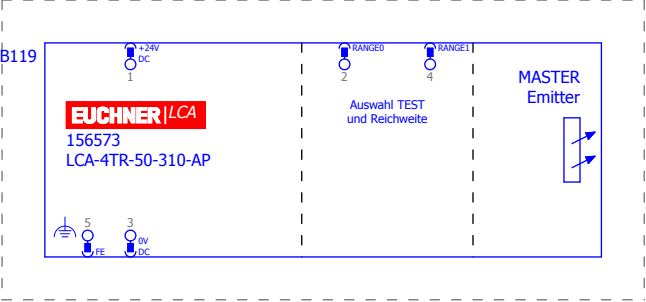 B119
+24V
DC
1
RANGE0
2
RANGE1
4
MASTER
Emitter
EUCHNER LCA
Auswahl TEST
und Reichweite
156573
LCA-4TR-50-310-AP
5
FE
3
0V
DC